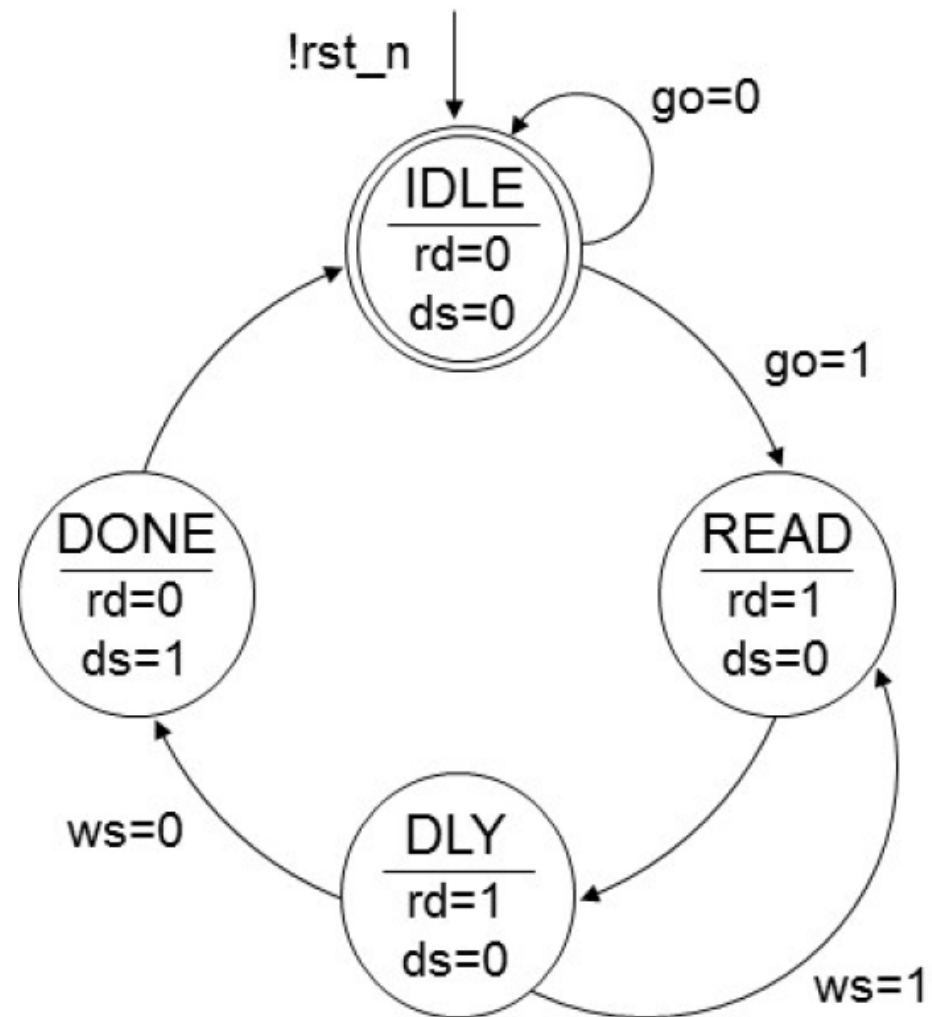 !rst_n
go=0
IDLE
rd=0
ds=0
go=1
DONE
rd=0
ds=1
READ
rd=1
ds=0
ws=0
DLY
rd=1
ds=0
ws=1